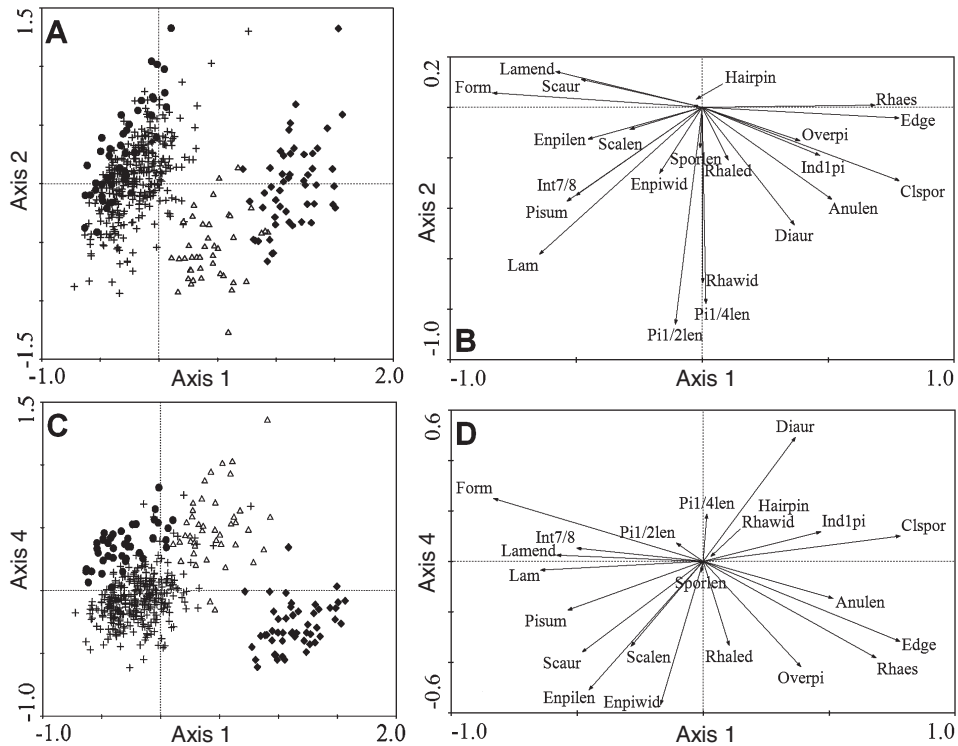 A
1.5
Axis 2
-1.5
-1.0
Axis 1
2.0
B
0.2
Axis 2
-1.0
Lamend
Hairpin
Form
Scaur
Rhaes
Edge
Enpilen
Scalen
Overpi
Sporlen
Rhaled
Ind1pi
Int7/8
Enpiwid
Clspor
Pisum
Anulen
Diaur
Lam
Rhawid
Pi1/4len
Pi1/2len
-1.0
Axis 1
1.0
C
1.5
Axis 4
-1.0
-1.0
Axis 1
2.0
D
0.6
Axis 4
-0.6
Diaur
Form
Pi1/4len
Hairpin
Rhawid
Ind1pi
Clspor
Int7/8
Pi1/2len
Lamend
Lam
Sporlen
Anulen
Pisum
Edge
Scaur
Scalen
Rhaled
Rhaes
Overpi
Enpilen
Enpiwid
-1.0
Axis 1
1.0